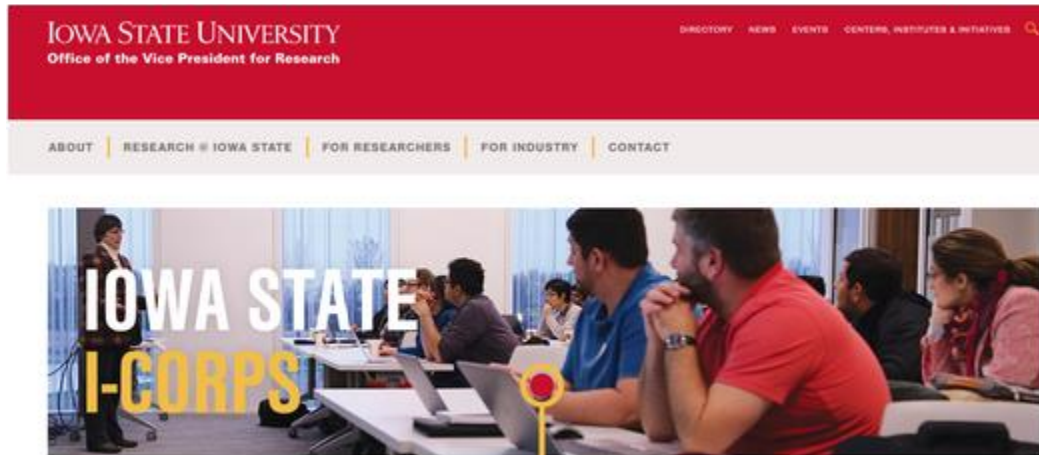 IOWA STATE UNIVERSITY
Office of the Vice President for Research
DIRECTORY NEWS EVENTS CENTERS, INSTITUTES & INITIATIVES
ABOUT RESEARCH @ IOWA STATE FOR RESEARCHERS FOR INDUSTRY CONTACT
IOWA STATE
I-CORPS